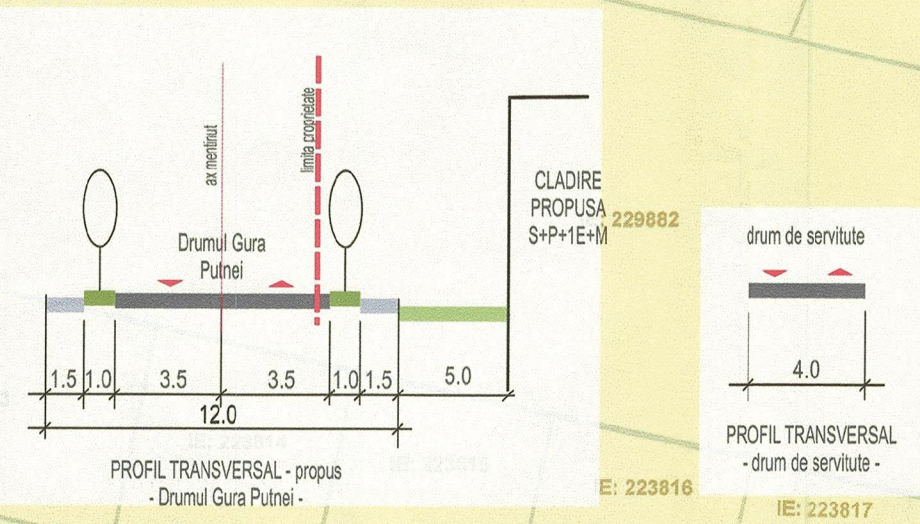 ax mentinut
limita proprietate
Drumul Gura
Putnei
CLADIRE
PROPUSA
S+P+1E+M
1.5 1.0 3.5 3.5 1.0 1.5 5.0
12.0
PROFIL TRANSVERSAL - propus
- Drumul Gura Putnei -
229882
drum de servitute
4.0
PROFIL TRANSVERSAL
- drum de servitute -
E: 223816
IE: 223817